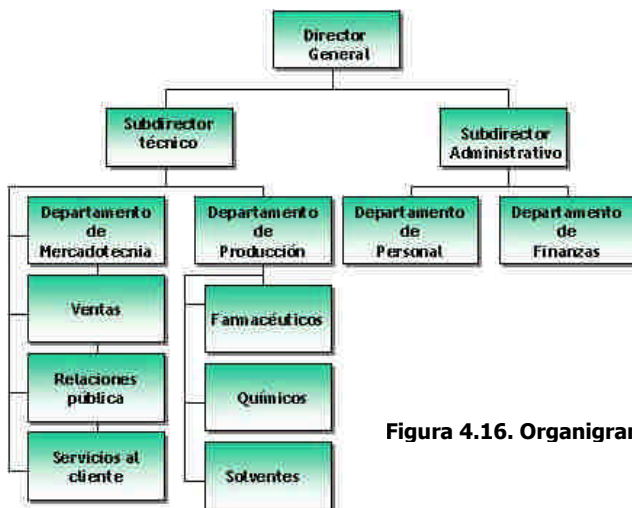 Director
General
Subdirector
técnico
Subdirector
Administrativo
Departamento
de
Mercadotecnia
Departamento
de
Producción
Departamento
de
Personal
Departamento
de
Finanzas
Ventas
Farmacéuticos
Relaciones
pública
Químicos
Figura 4.16. Organigran
Servicios al
cliente
Solventes